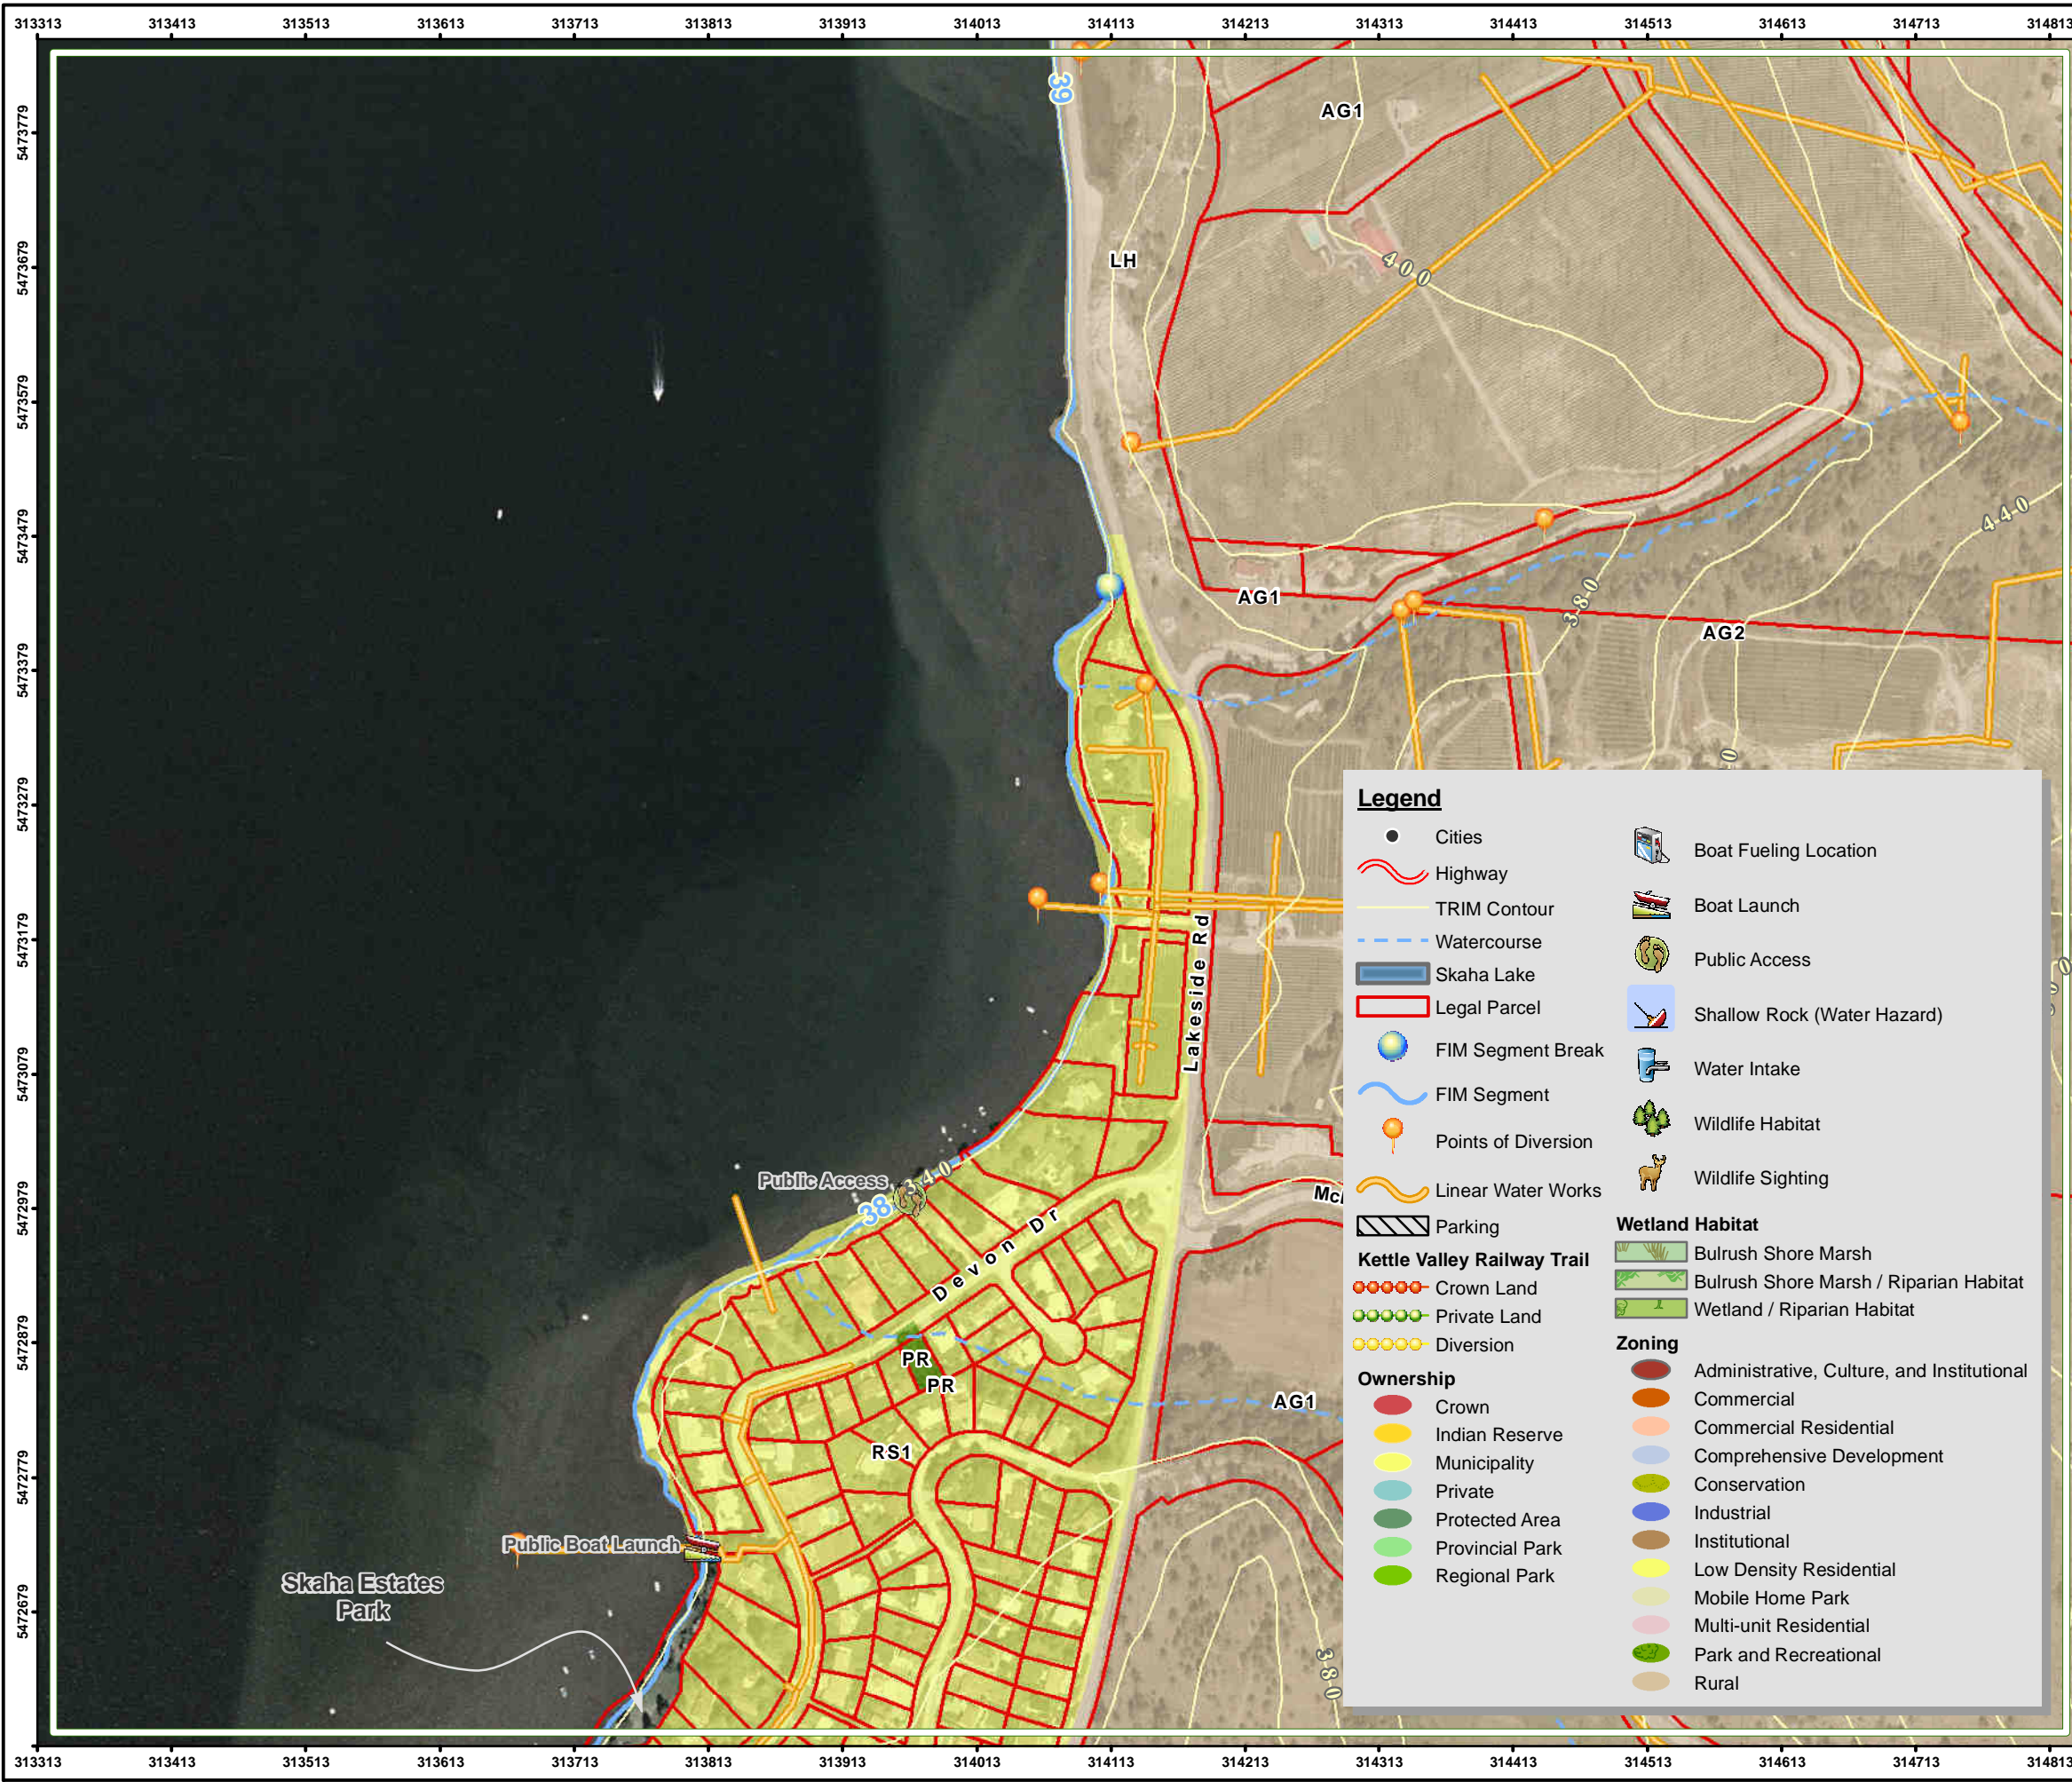 313313 313413 313513 313613 313713 313813 313913 314013 314113 314213 314313 314413 314513 314613 314713 314813
5473779
5473679
5473579
5473479
5473379
5473279
5473179
5473079
5472979
5472879
5472779
5472679
39
AG1
LH
400
440
AG1
380
AG2
Lakeside Rd
Public Access
340
38
Devon Dr
PR
PR
AG1
RS1
Public Boat Launch
Skaha Estates
Park
380
Legend
Cities
Highway
TRIM Contour
Watercourse
Skaha Lake
Legal Parcel
FIM Segment Break
FIM Segment
Points of Diversion
Linear Water Works
Parking
Kettle Valley Railway Trail
Crown Land
Private Land
Diversion
Ownership
Crown
Indian Reserve
Municipality
Private
Protected Area
Provincial Park
Regional Park
Boat Fueling Location
Boat Launch
Public Access
Shallow Rock (Water Hazard)
Water Intake
Wildlife Habitat
Wildlife Sighting
Wetland Habitat
Bulrush Shore Marsh
Bulrush Shore Marsh / Riparian Habitat
Wetland / Riparian Habitat
Zoning
Administrative, Culture, and Institutional
Commercial
Commercial Residential
Comprehensive Development
Conservation
Industrial
Institutional
Low Density Residential
Mobile Home Park
Multi-unit Residential
Park and Recreational
Rural
313313 313413 313513 313613 313713 313813 313913 314013 314113 314213 314313 314413 314513 314613 314713 314813